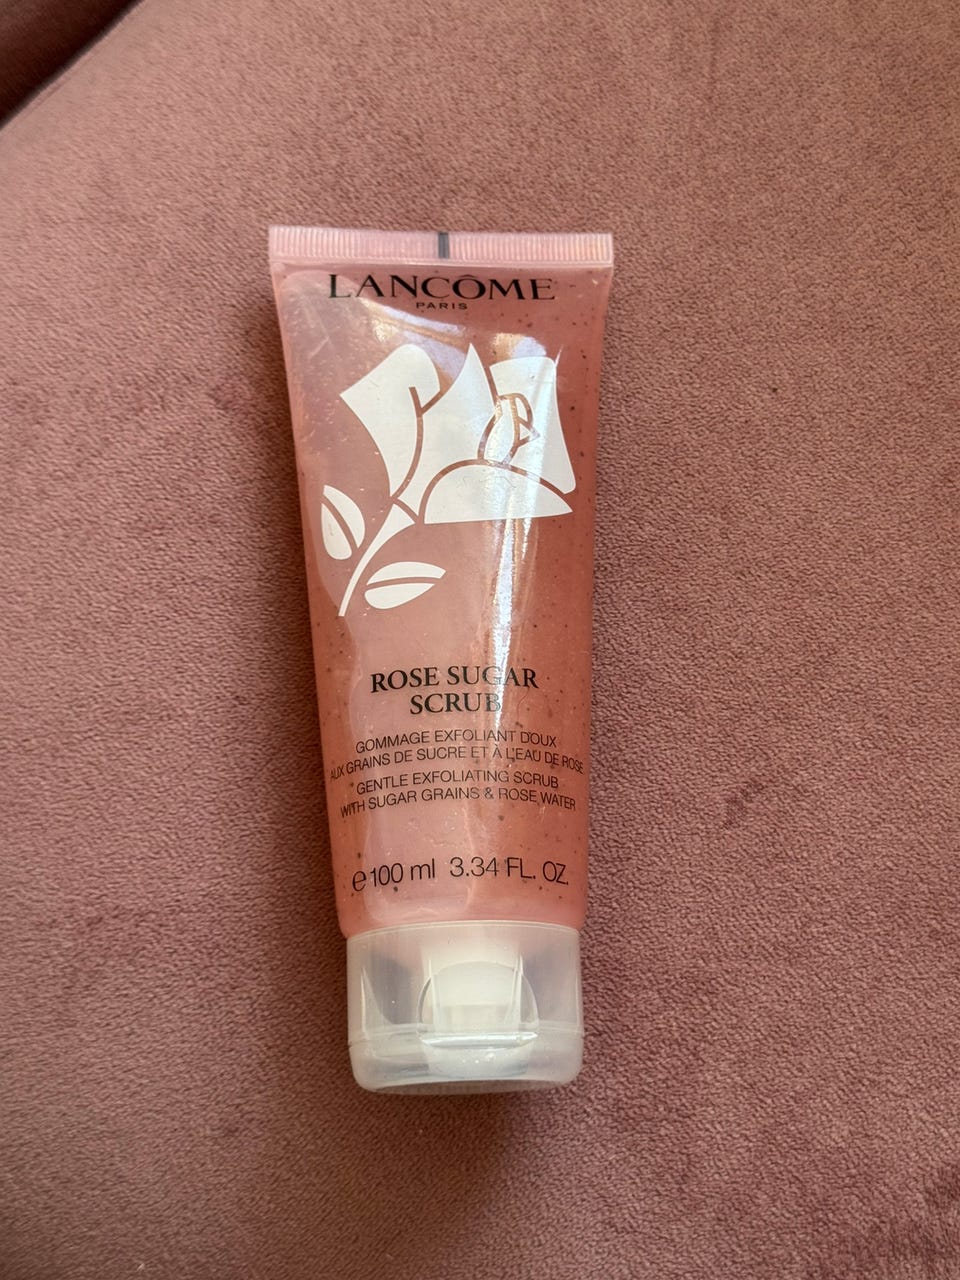 LANCÔME
PARIS
ROSE SUGAR
SCRUB
GOMMAGE EXFOLIANT DOUX
AUX GRAINS DE SUCRE ET À L'EAU DE ROSE
GENTLE EXFOLIATING SCRUB
WITH SUGAR GRAINS & ROSE WATER
℮ 100 ml 3.34 FL. OZ.